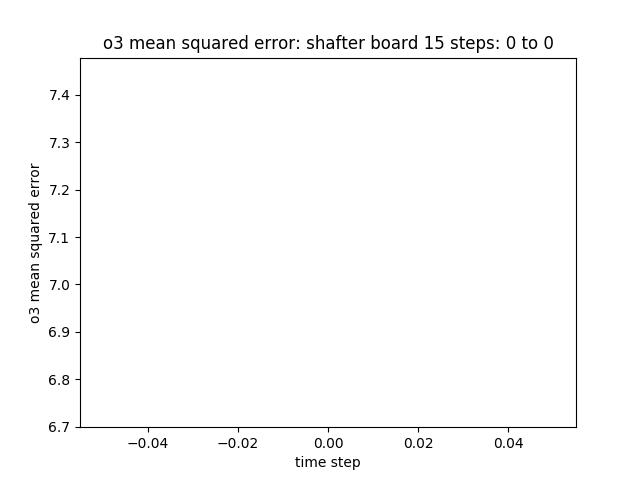 o3 mean squared error: shafter board 15 steps: 0 to 0
o3 mean squared error
7.4
7.3
7.2
7.1
7.0
6.9
6.8
6.7
−0.04 −0.02 0.00 0.02 0.04
time step